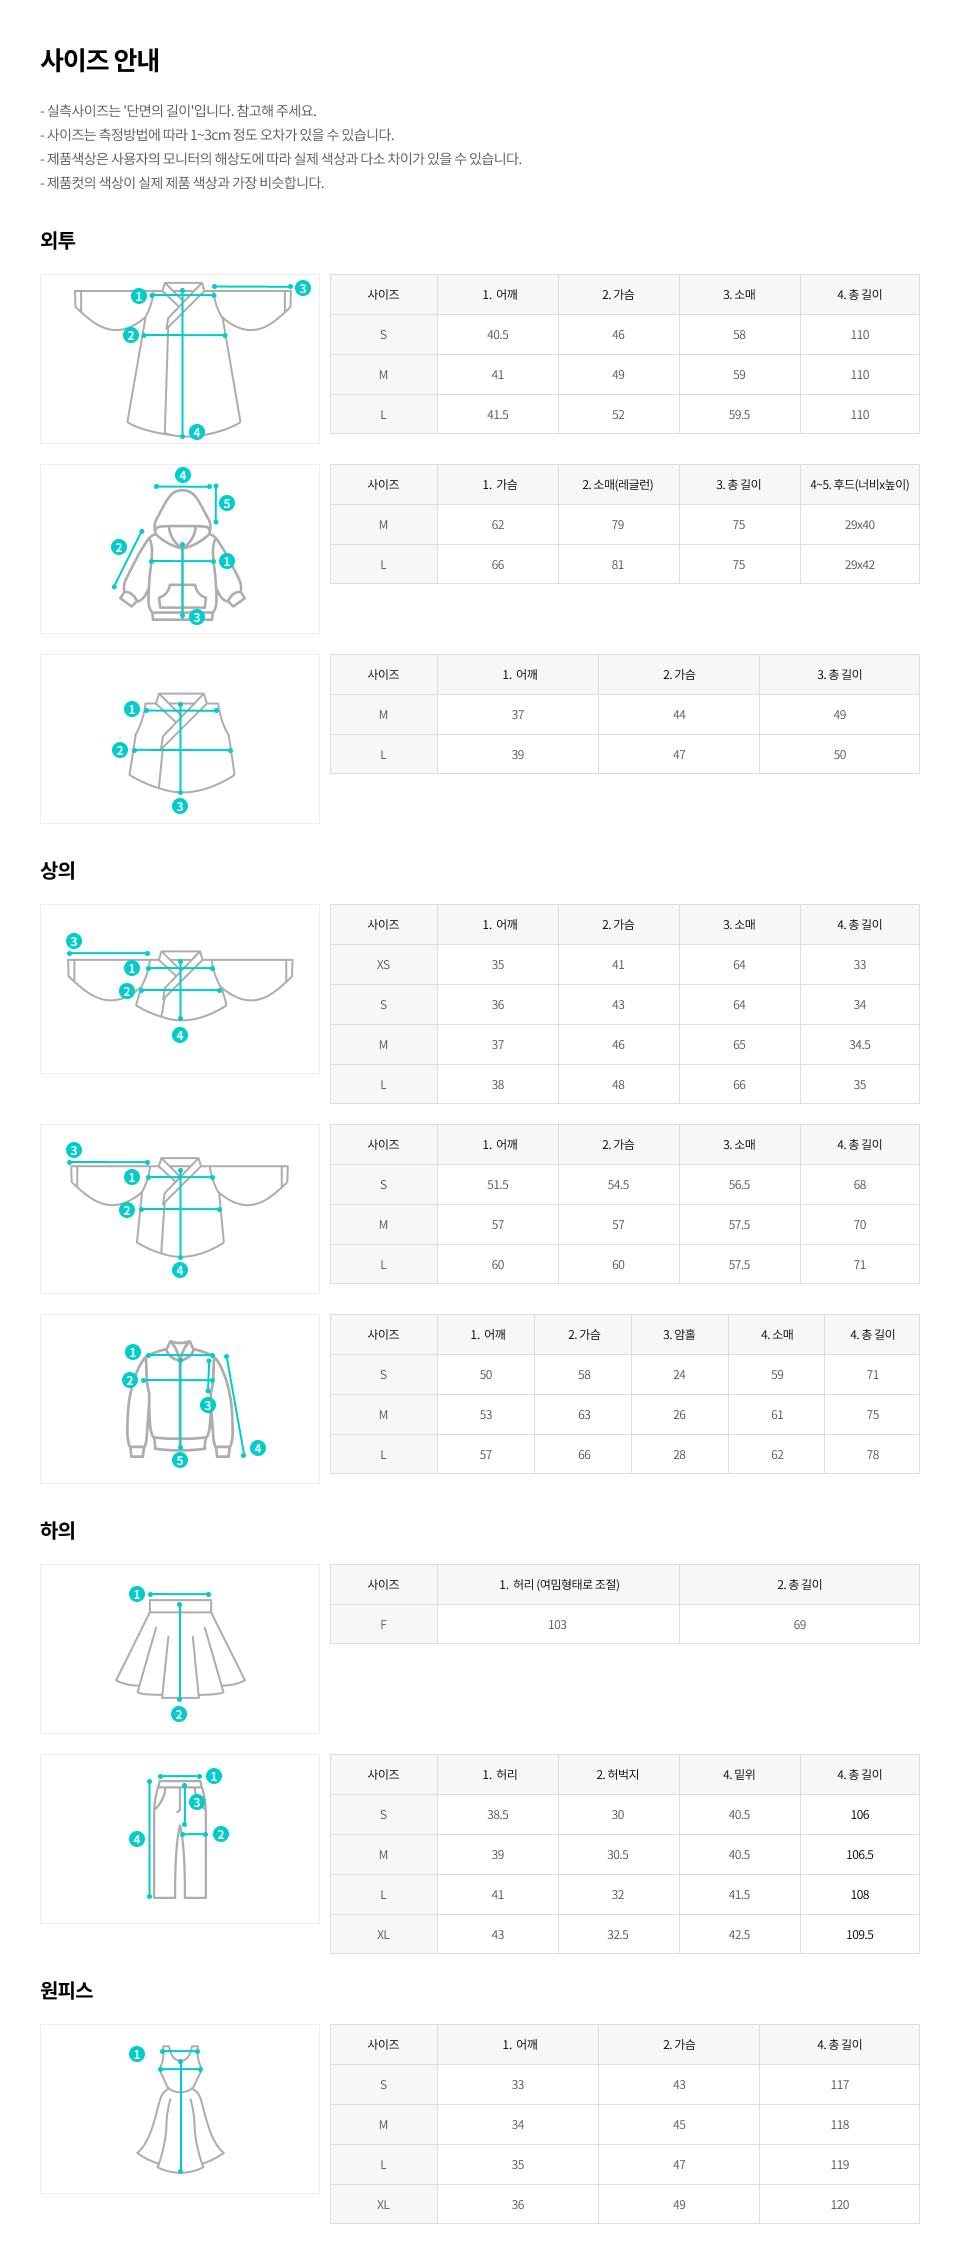 사이즈 안내
- 실측사이즈는 '단면의 길이'입니다. 참고해 주세요.
- 사이즈는 측정방법에 따라 1~3cm 정도 오차가 있을 수 있습니다.
- 제품색상은 사용자의 모니터의 해상도에 따라 실제 색상과 다소 차이가 있을 수 있습니다.
- 제품컷의 색상이 실제 제품 색상과 가장 비슷합니다.
외투
1 2 3 4
사이즈 1. 어깨 2. 가슴 3. 소매 4. 총 길이
S 40.5 46 58 110
M 41 49 59 110
L 41.5 52 59.5 110
4 5 2 1 3
사이즈 1. 가슴 2. 소매(레글런) 3. 총 길이 4~5. 후드(너비x높이)
M 62 79 75 29x40
L 66 81 75 29x42
1 2 3
사이즈 1. 어깨 2. 가슴 3. 총 길이
M 37 44 49
L 39 47 50
상의
3 1 2 4
사이즈 1. 어깨 2. 가슴 3. 소매 4. 총 길이
XS 35 41 64 33
S 36 43 64 34
M 37 46 65 34.5
L 38 48 66 35
3 1 2 4
사이즈 1. 어깨 2. 가슴 3. 소매 4. 총 길이
S 51.5 54.5 56.5 68
M 57 57 57.5 70
L 60 60 57.5 71
1 2 3 4 5
사이즈 1. 어깨 2. 가슴 3. 암홀 4. 소매 4. 총 길이
S 50 58 24 59 71
M 53 63 26 61 75
L 57 66 28 62 78
하의
1 2
사이즈 1. 허리 (여밈형태로 조절) 2. 총 길이
F 103 69
1 3 2 4
사이즈 1. 허리 2. 허벅지 4. 밑위 4. 총 길이
S 38.5 30 40.5 106
M 39 30.5 40.5 106.5
L 41 32 41.5 108
XL 43 32.5 42.5 109.5
원피스
1
사이즈 1. 어깨 2. 가슴 4. 총 길이
S 33 43 117
M 34 45 118
L 35 47 119
XL 36 49 120